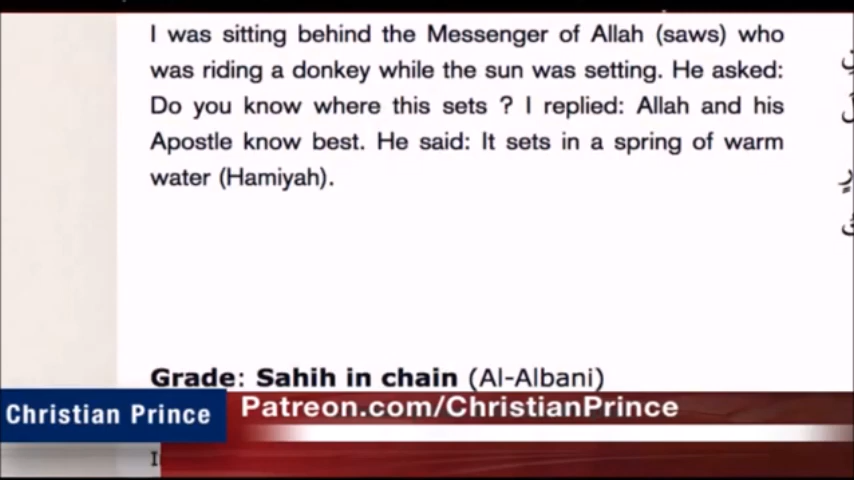 I was sitting behind the Messenger of Allah (saws) who
was riding a donkey while the sun was setting. He asked:
Do you know where this sets ? I replied: Allah and his
Apostle know best. He said: It sets in a spring of warm
water (Hamiyah).
Grade: Sahih in chain (Al-Albani)
Christian Prince
Patreon.com/ChristianPrince